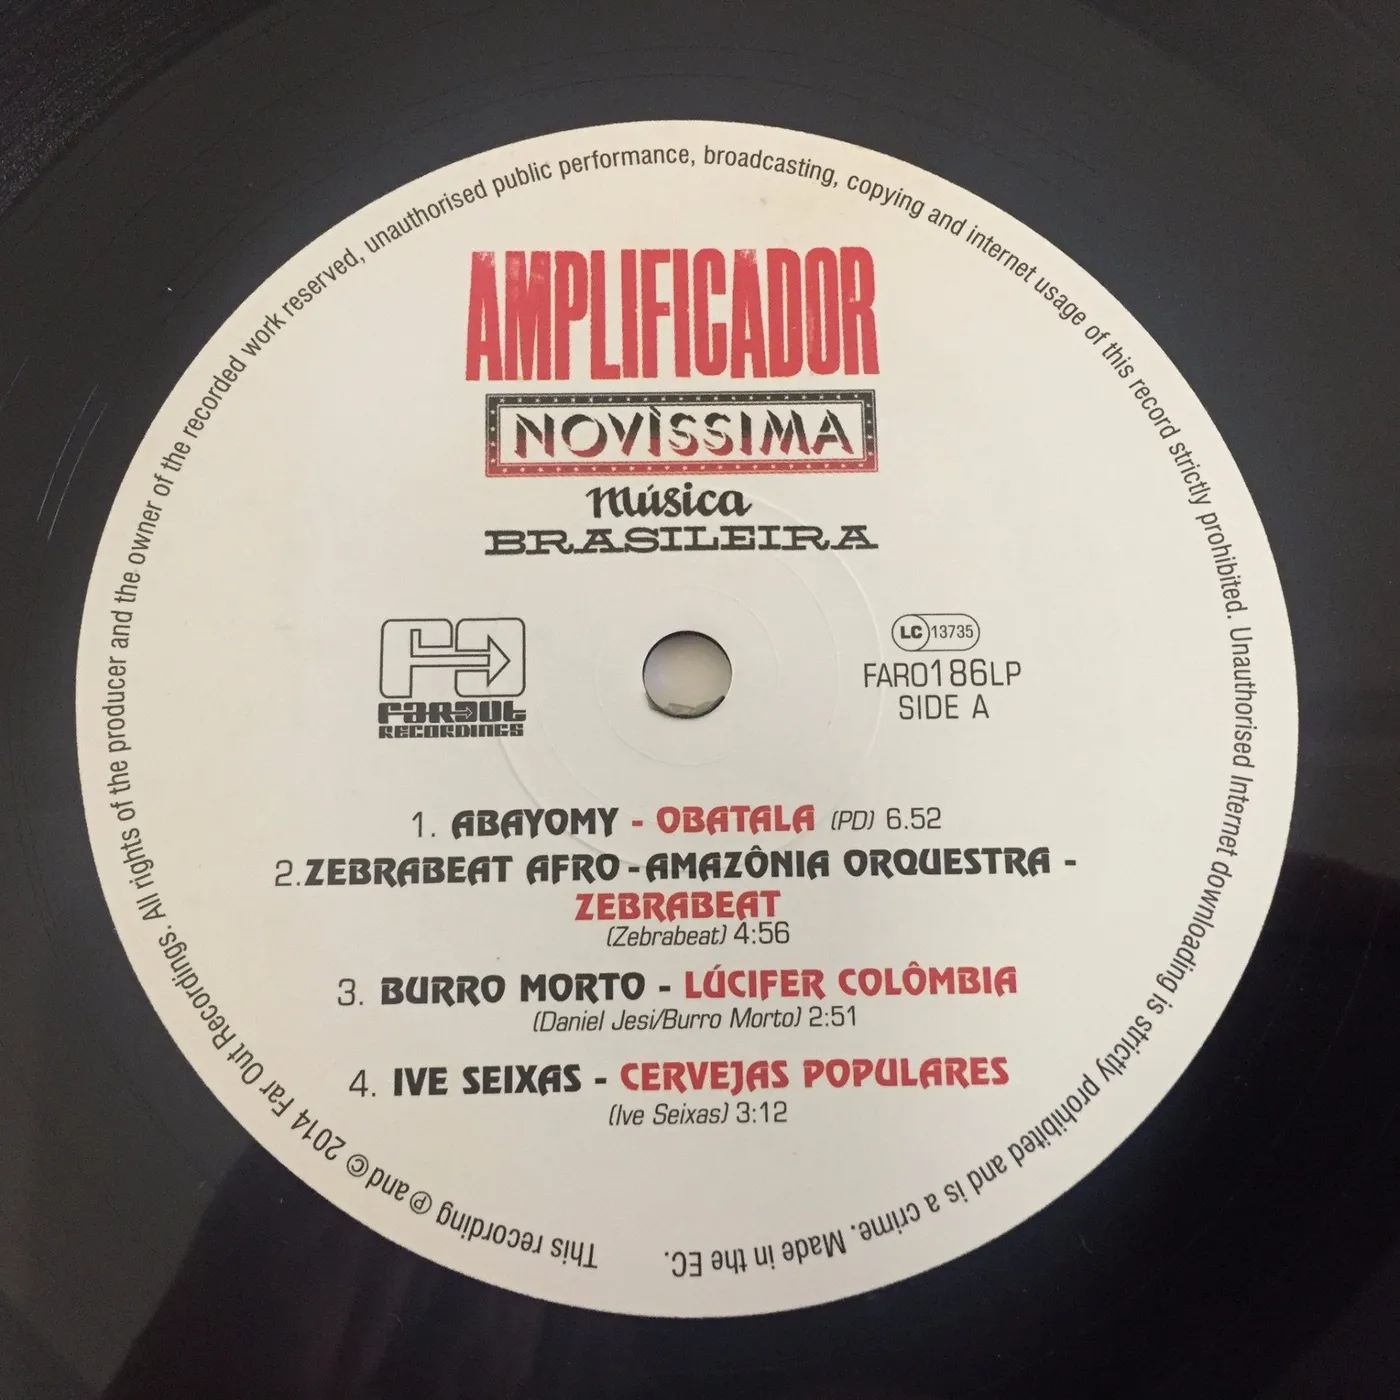 AMPLIFICADOR
NOVÌSSIMA
Música
BRASILEIRA
FAROUT
RECORDINGS
LC 13735
FARO186LP
SIDE A
1. ABAYOMY - OBATALA (PD) 6.52
2.ZEBRABEAT AFRO-AMAZÔNIA ORQUESTRA -
ZEBRABEAT
(Zebrabeat) 4:56
3. BURRO MORTO - LÚCIFER COLÔMBIA
(Daniel Jesi/Burro Morto) 2:51
4. IVE SEIXAS - CERVEJAS POPULARES
(Ive Seixas) 3:12
This recording ℗ and © 2014 Far Out Recordings. All rights of the producer and the owner of the recorded work reserved, unauthorised public performance, broadcasting, copying and internet usage of this record strictly prohibited. Unauthorised Internet downloading is strictly prohibited and is a crime. Made in the EC.